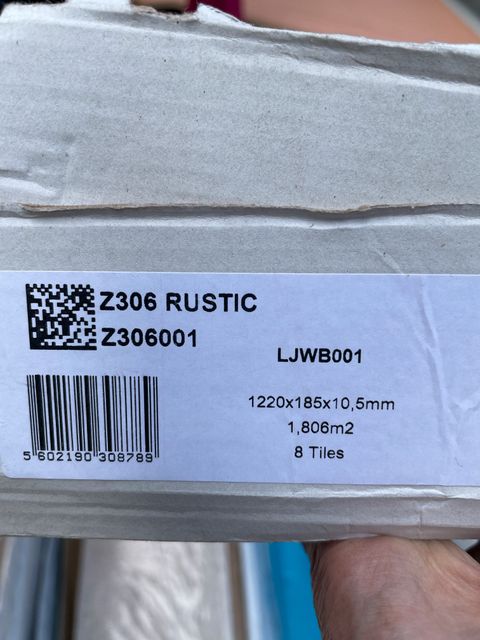 Z306 RUSTIC
Z306001
LJWB001
1220x185x10,5mm
1,806m2
8 Tiles
5 602190 308789